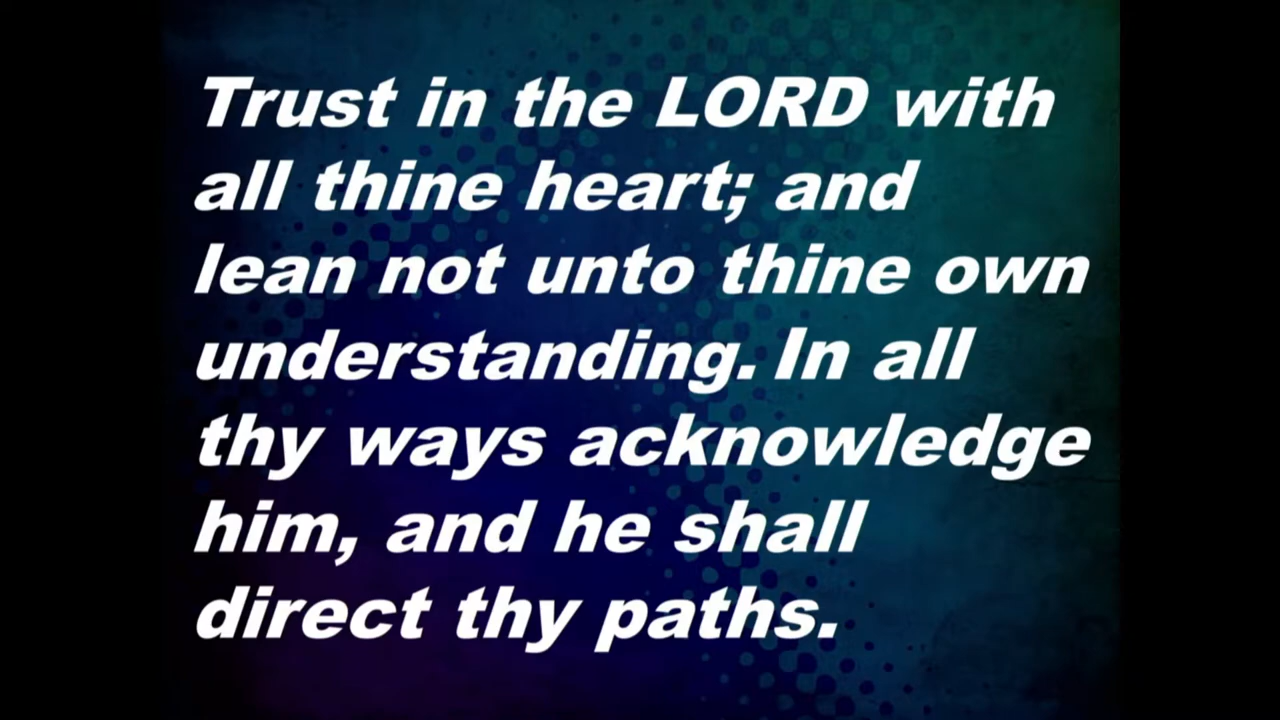 Trust in the LORD with
all thine heart; and
lean not unto thine own
understanding. In all
thy ways acknowledge
him, and he shall
direct thy paths.